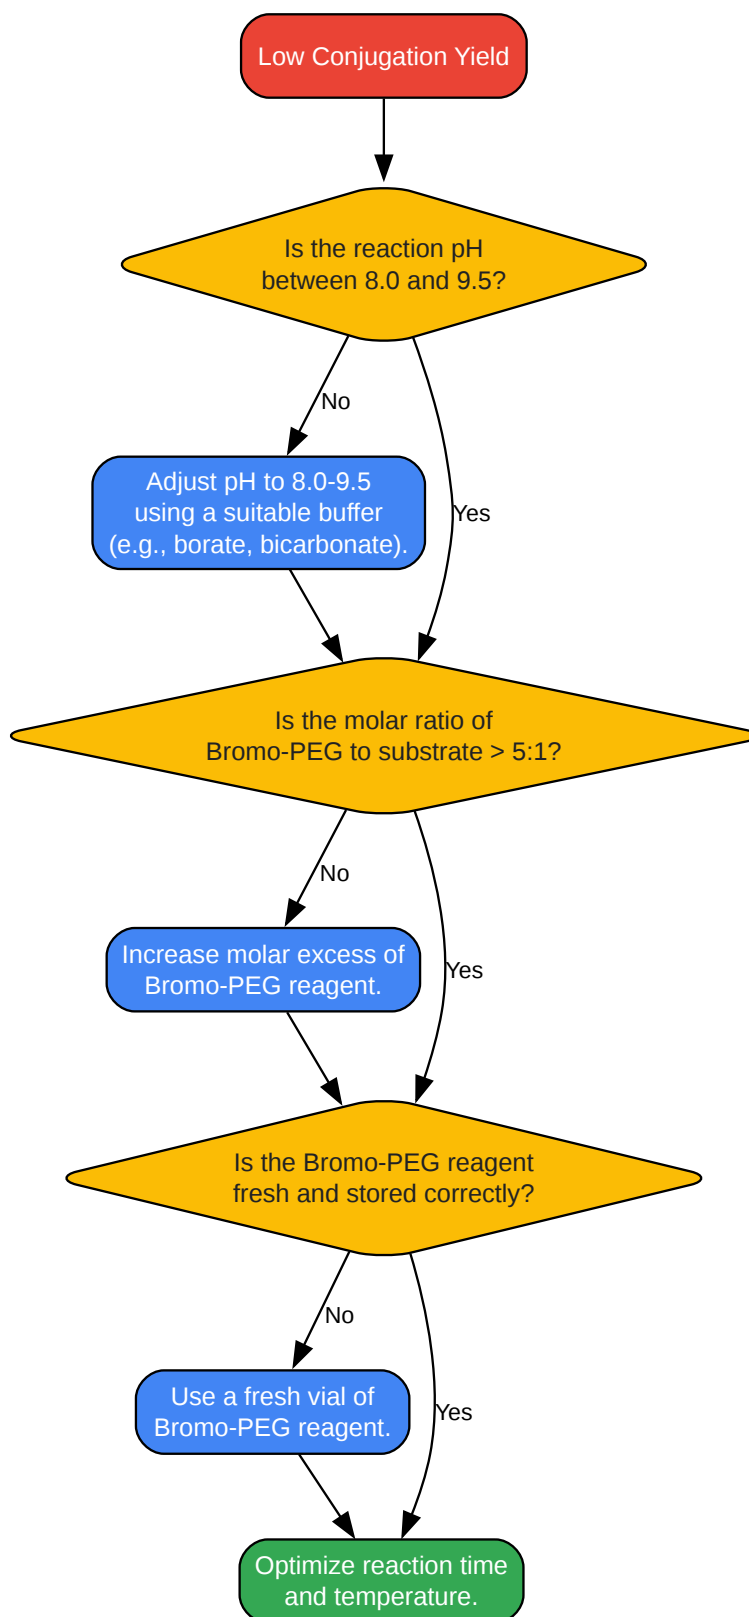 Low Conjugation Yield
Is the reaction pH
between 8.0 and 9.5?
No
Adjust pH to 8.0-9.5
using a suitable buffer
(e.g., borate, bicarbonate).
Yes
Is the molar ratio of
Bromo-PEG to substrate > 5:1?
No
Increase molar excess of
Bromo-PEG reagent.
Yes
Is the Bromo-PEG reagent
fresh and stored correctly?
No
Use a fresh vial of
Bromo-PEG reagent.
Yes
Optimize reaction time
and temperature.